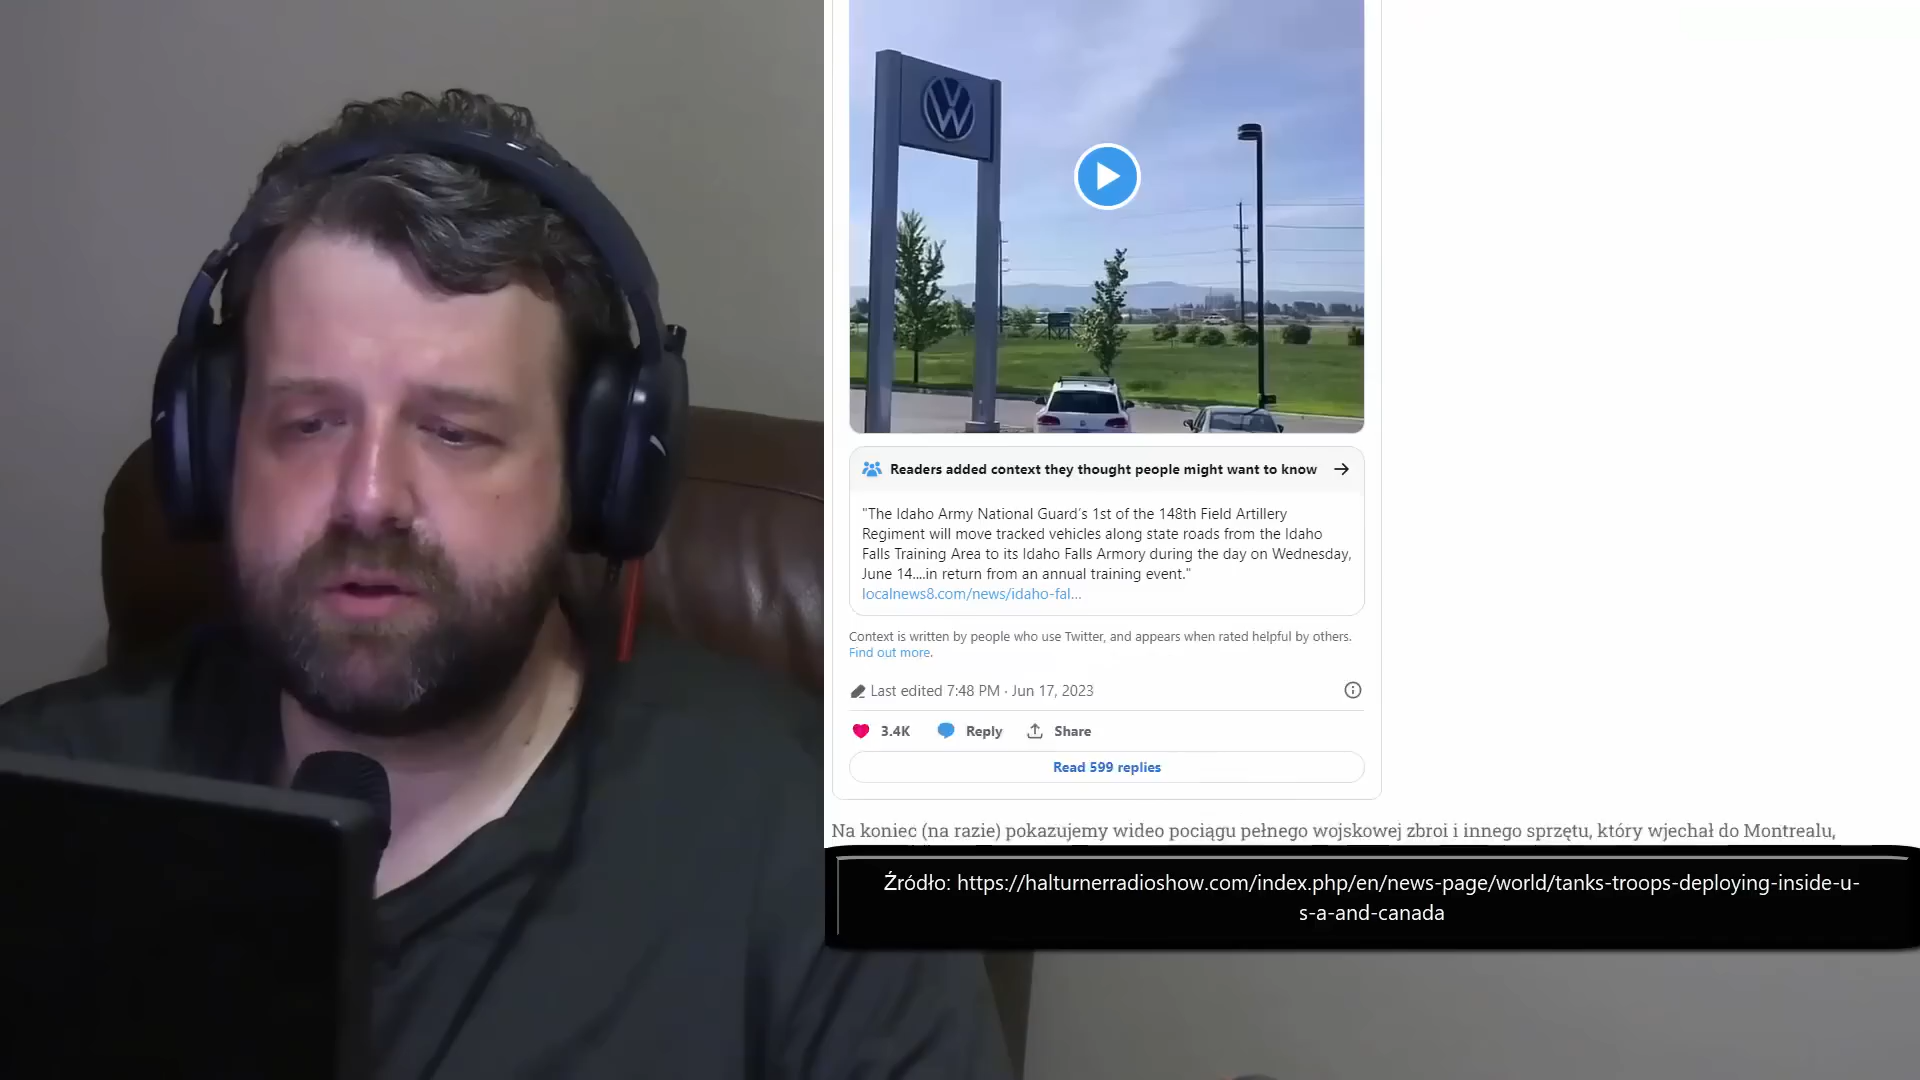 Readers added context they thought people might want to know
"The Idaho Army National Guard's 1st of the 148th Field Artillery
Regiment will move tracked vehicles along state roads from the Idaho
Falls Training Area to its Idaho Falls Armory during the day on Wednesday,
June 14....in return from an annual training event."
localnews8.com/news/idaho-fal...
Context is written by people who use Twitter, and appears when rated helpful by others.
Find out more.
Last edited 7:48 PM · Jun 17, 2023
3.4K Reply Share
Read 599 replies
Na koniec (na razie) pokazujemy wideo pociągu pełnego wojskowej zbroi i innego sprzętu, który wjechał do Montrealu,
Źródło: https://halturnerradioshow.com/index.php/en/news-page/world/tanks-troops-deploying-inside-u-
s-a-and-canada